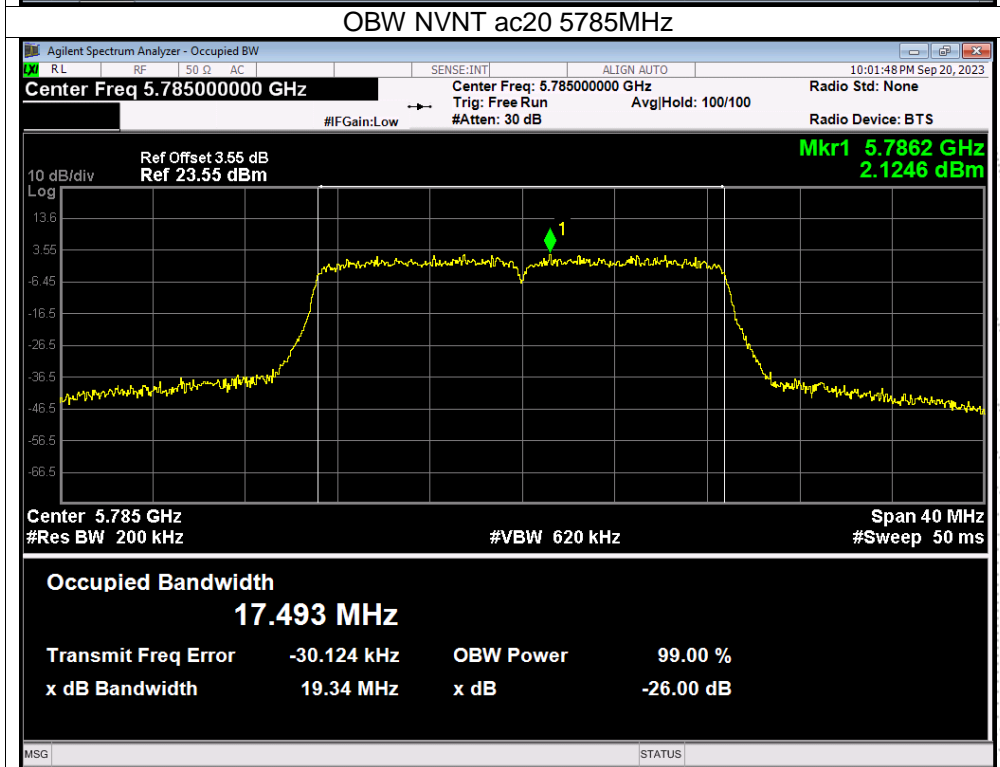 OBW NVNT ac20 5785MHz
Agilent Spectrum Analyzer - Occupied BW
LXI RL RF 50 Ω AC SENSE:INT ALIGN AUTO 10:01:48 PM Sep 20, 2023
Center Freq 5.785000000 GHz Center Freq: 5.785000000 GHz Radio Std: None
Trig: Free Run Avg|Hold: 100/100
#IFGain:Low #Atten: 30 dB Radio Device: BTS
Mkr1 5.7862 GHz
2.1246 dBm
Ref Offset 3.55 dB
10 dB/div Ref 23.55 dBm
Log
13.6
1
3.55
-6.45
-16.5
-26.5
-36.5
-46.5
-56.5
-66.5
Center 5.785 GHz Span 40 MHz
#Res BW 200 kHz #VBW 620 kHz #Sweep 50 ms
Occupied Bandwidth
17.493 MHz
Transmit Freq Error -30.124 kHz OBW Power 99.00 %
x dB Bandwidth 19.34 MHz x dB -26.00 dB
MSG STATUS